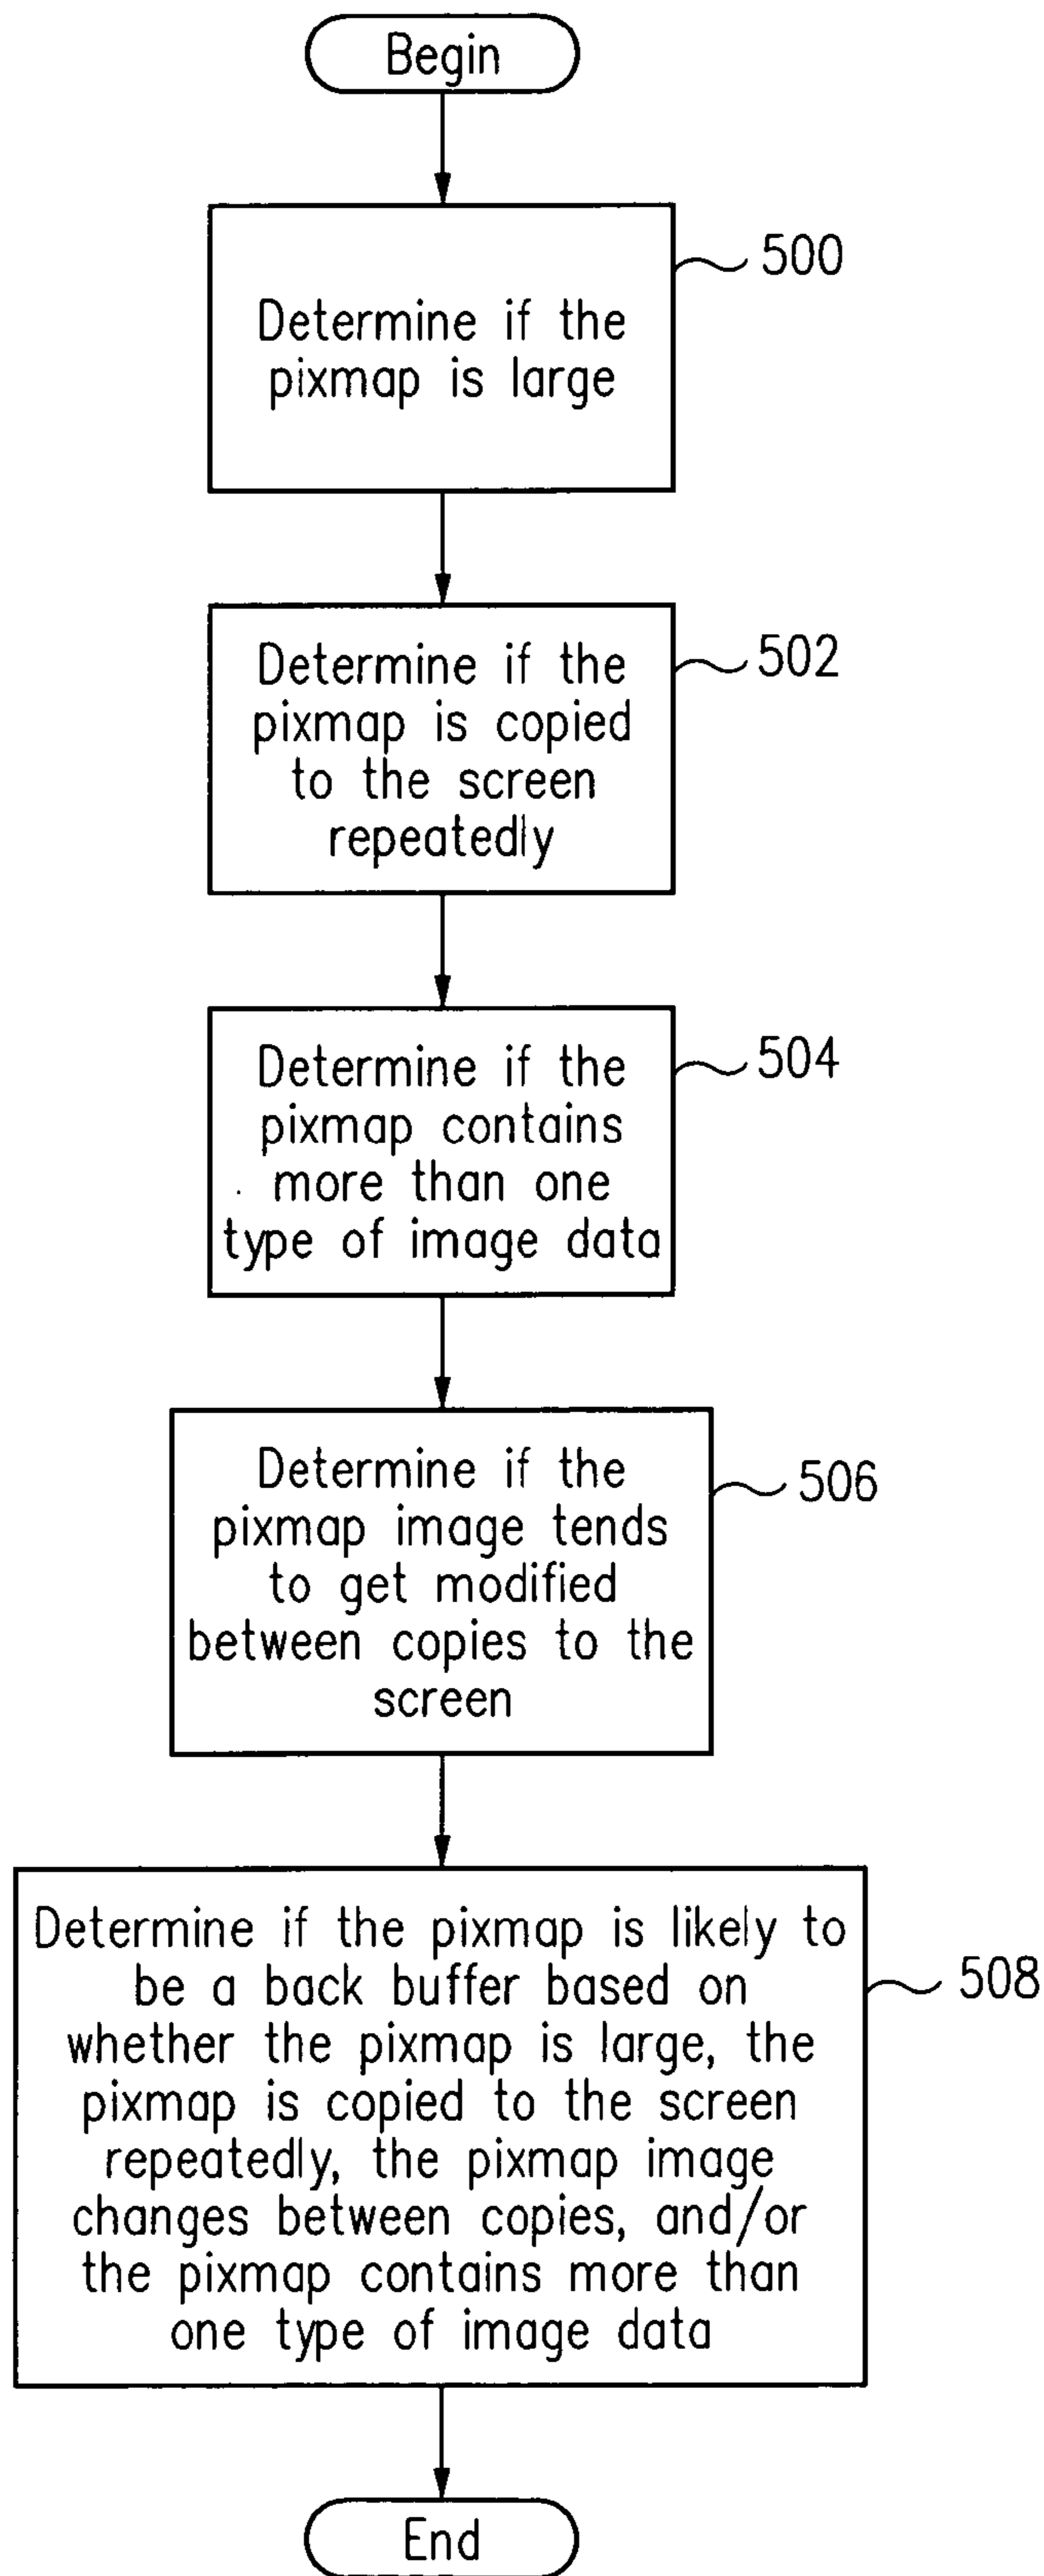 Begin
500
Determine if the
pixmap is large
502
Determine if the
pixmap is copied
to the screen
repeatedly
504
Determine if the
pixmap contains
more than one
type of image data
506
Determine if the
pixmap image tends
to get modified
between copies to the
screen
508
Determine if the pixmap is likely to
be a back buffer based on
whether the pixmap is large, the
pixmap is copied to the screen
repeatedly, the pixmap image
changes between copies, and/or
the pixmap contains more than
one type of image data
End